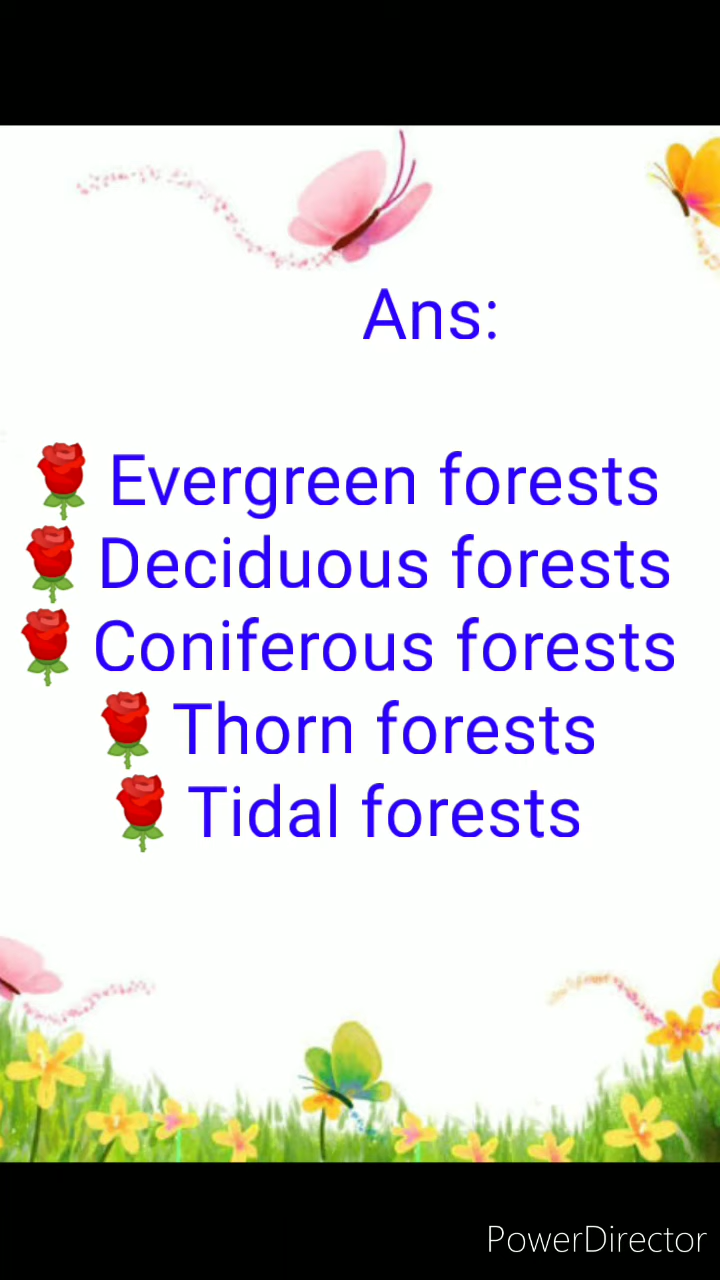 Ans:
🌹Evergreen forests
🌹Deciduous forests
🌹Coniferous forests
🌹Thorn forests
🌹Tidal forests
PowerDirector